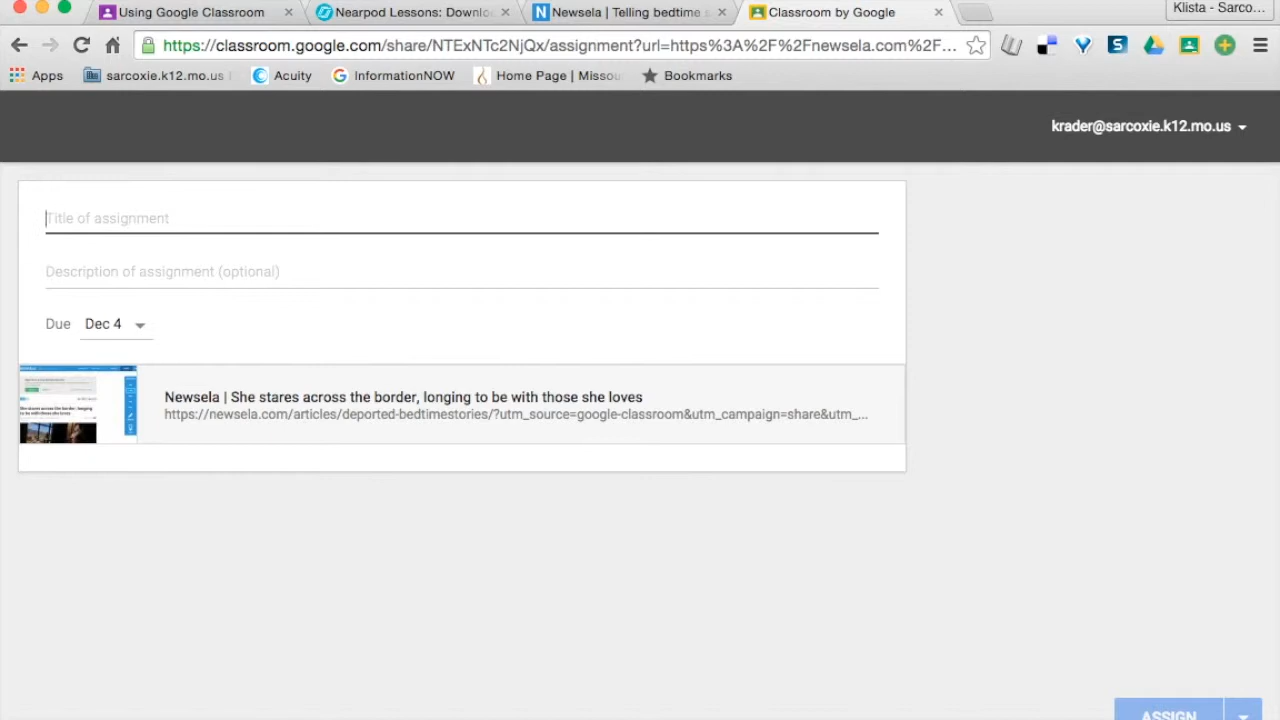 Using Google Classroom
Nearpod Lessons: Downlo
Newsela | Telling bedtime s
Classroom by Google
Klista - Sarco...
https://classroom.google.com/share/NTExNTc2NjQx/assignment?url=https%3A%2F%2Fnewsela.com%2F...
Apps
sarcoxie.k12.mo.us
Acuity
InformationNOW
Home Page | Missou
Bookmarks
krader@sarcoxie.k12.mo.us
Title of assignment
Description of assignment (optional)
Due Dec 4
Newsela | She stares across the border, longing to be with those she loves
https://newsela.com/articles/deported-bedtimestories/?utm_source=google-classroom&utm_campaign=share&utm_...
ASSIGN